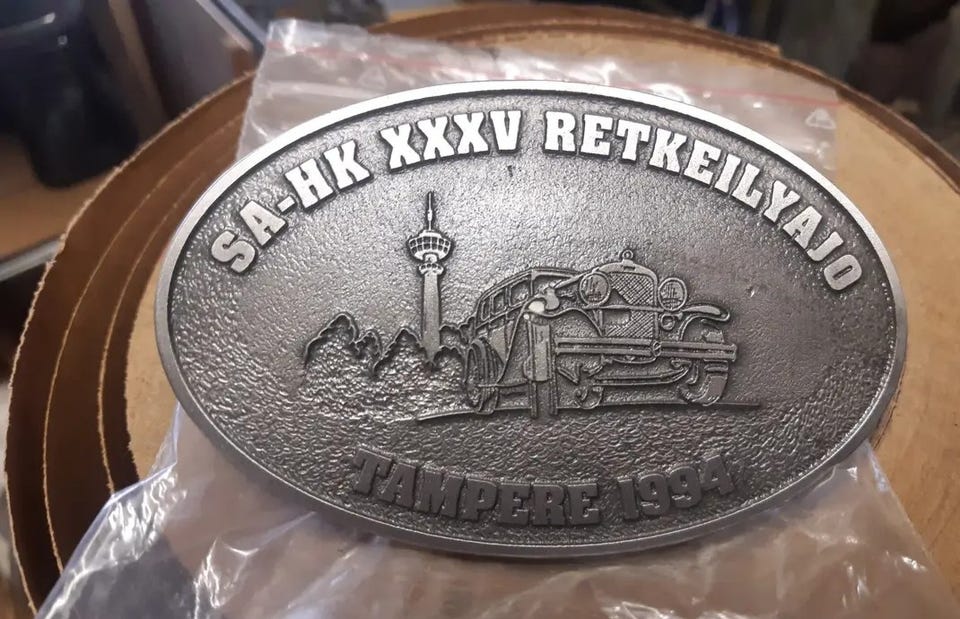 SA-HK XXXV RETKEILYAJO
TAMPERE 1994